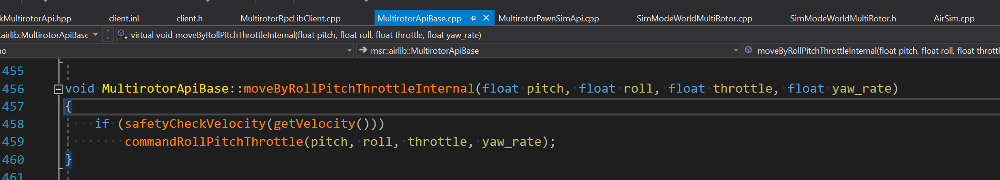 kMultirotorApi.hpp client.inl client.h MultirotorRpcLibClient.cpp MultirotorApiBase.cpp MultirotorPawnSimApi.cpp SimModeWorldMultiRotor.cpp SimModeWorldMultiRotor.h AirSim.cpp
.airlib.MultirotorApiBase virtual void moveByRollPitchThrottleInternal(float pitch, float roll, float throttle, float yaw_rate)
no msr::airlib::MultirotorApiBase moveByRollPitchThrottleInternal(float pitch, float roll, float thrott
455
456 void MultirotorApiBase::moveByRollPitchThrottleInternal(float pitch, float roll, float throttle, float yaw_rate)
457 {
458 if (safetyCheckVelocity(getVelocity()))
459 commandRollPitchThrottle(pitch, roll, throttle, yaw_rate);
460 }
461